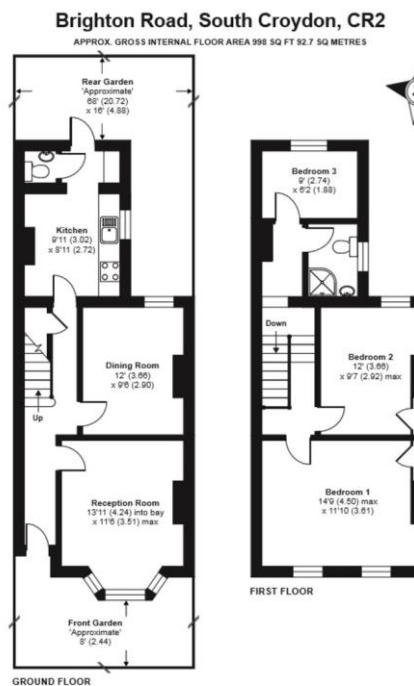 Brighton Road, South Croydon, CR2
APPROX. GROSS INTERNAL FLOOR AREA 998 SQ FT 92.7 SQ METRES
Rear Garden
'Approximate'
68' (20.72)
x 16' (4.88)
Kitchen
9'11 (3.02)
x 8'11 (2.72)
Dining Room
12' (3.66)
x 9'6 (2.90)
Up
Reception Room
13'11 (4.24) into bay
x 11'6 (3.51) max
Front Garden
'Approximate'
8' (2.44)
GROUND FLOOR
Bedroom 3
9' (2.74)
x 6'2 (1.88)
Down
Bedroom 2
12' (3.66)
x 9'7 (2.92) max
Bedroom 1
14'9 (4.50) max
x 11'10 (3.61)
FIRST FLOOR